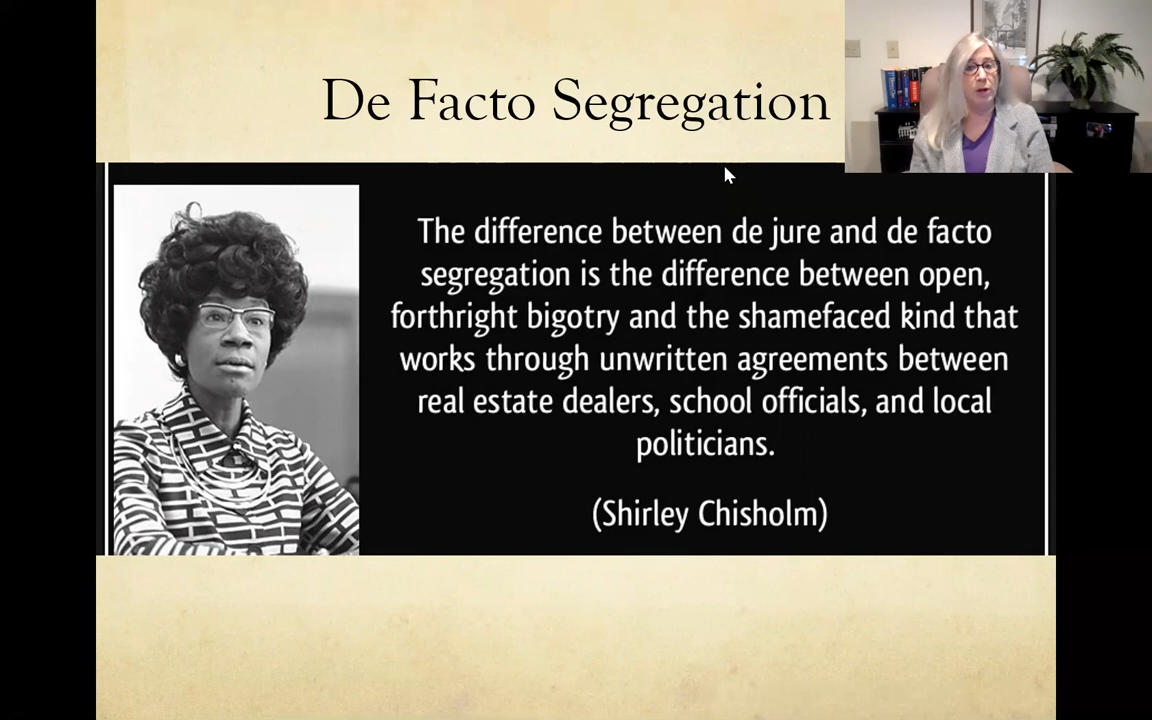 De Facto Segregation
The difference between de jure and de facto
segregation is the difference between open,
forthright bigotry and the shamefaced kind that
works through unwritten agreements between
real estate dealers, school officials, and local
politicians.
(Shirley Chisholm)